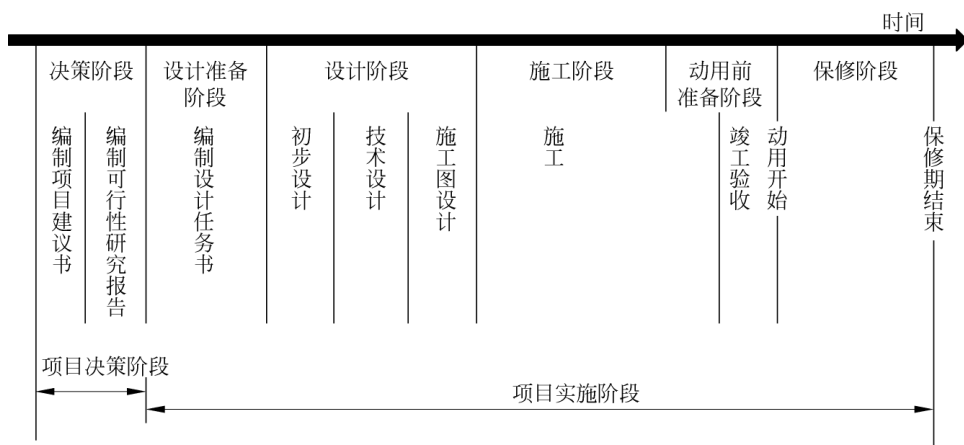 时间
决策阶段
设计准备
阶段
设计阶段
施工阶段
动用前
准备阶段
保修阶段
编制项目建议书
编制可行性研究报告
编制设计任务书
初步设计
技术设计
施工图设计
施工
竣工验收
动用开始
保修期结束
项目决策阶段
项目实施阶段